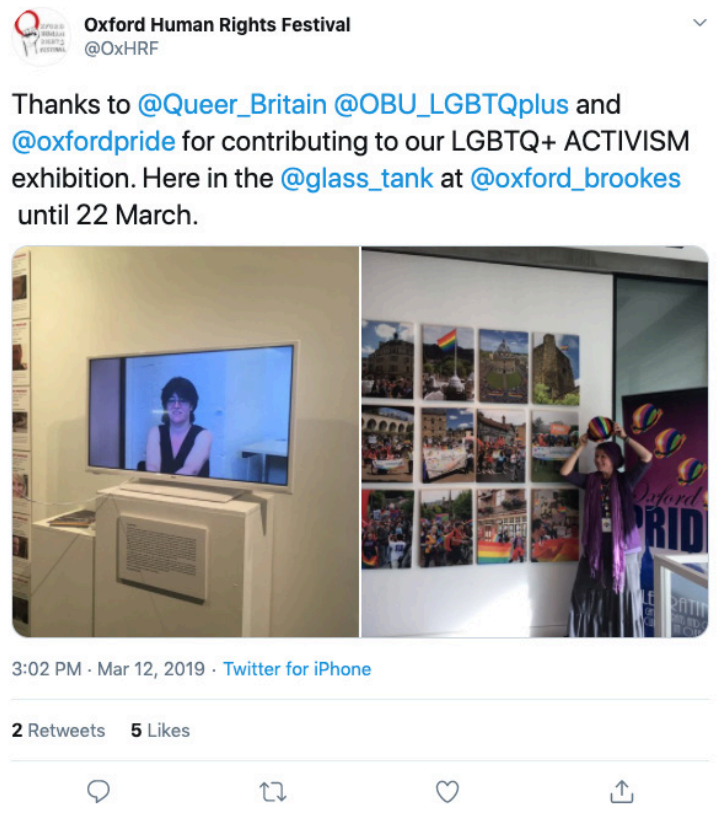 Oxford Human Rights Festival
@OxHRF
Thanks to @Queer_Britain @OBU_LGBTQplus and
@oxfordpride for contributing to our LGBTQ+ ACTIVISM
exhibition. Here in the @glass_tank at @oxford_brookes
until 22 March.
Oxford
PRID
3:02 PM · Mar 12, 2019 · Twitter for iPhone
2 Retweets 5 Likes